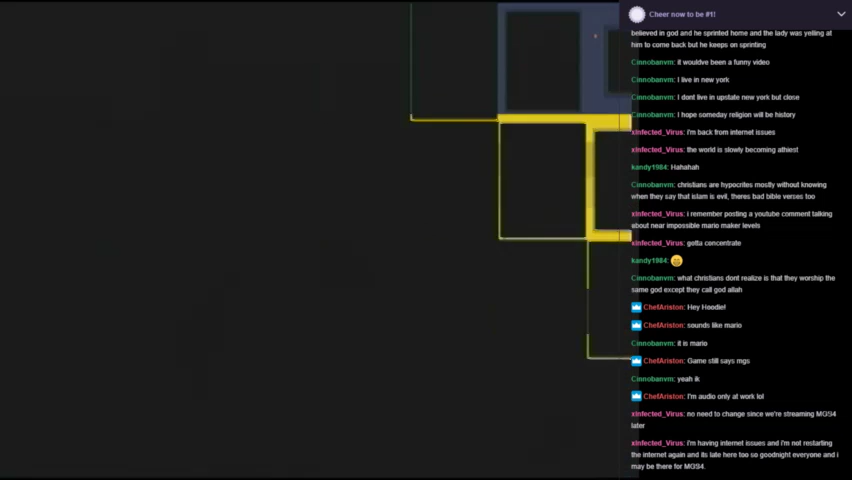 Cheer now to be #1!
believed in god and he sprinted home and the lady was yelling at
him to come back but he keeps on sprinting
Cinnobanvm: it wouldve been a funny video
Cinnobanvm: I live in new york
Cinnobanvm: I dont live in upstate new york but close
Cinnobanvm: I hope someday religion will be history
xInfected_Virus: i'm back from internet issues
xInfected_Virus: the world is slowly becoming athiest
kandy1984: Hahahah
Cinnobanvm: christians are hypocrites mostly without knowing
when they say that islam is evil, theres bad bible verses too
xInfected_Virus: i remember posting a youtube comment talking
about near impossible mario maker levels
xInfected_Virus: gotta concentrate
kandy1984:
Cinnobanvm: what christians dont realize is that they worship the
same god except they call god allah
ChefAriston: Hey Hoodie!
ChefAriston: sounds like mario
Cinnobanvm: it is mario
ChefAriston: Game still says mgs
Cinnobanvm: yeah ik
ChefAriston: I'm audio only at work lol
xInfected_Virus: no need to change since we're streaming MGS4
later
xInfected_Virus: i'm having internet issues and i'm not restarting
the internet again and its late here too so goodnight everyone and i
may be there for MGS4.